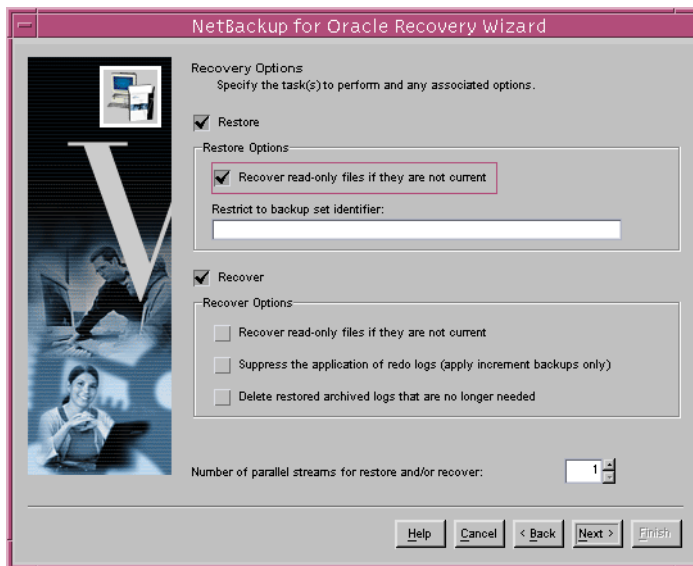 NetBackup for Oracle Recovery Wizard
Recovery Options
Specify the task(s) to perform and any associated options.
Restore
Restore Options
Recover read-only files if they are not current
Restrict to backup set identifier:
Recover
Recover Options
Recover read-only files if they are not current
Suppress the application of redo logs (apply increment backups only)
Delete restored archived logs that are no longer needed
Number of parallel streams for restore and/or recover: 1
Help Cancel < Back Next > Finish
V